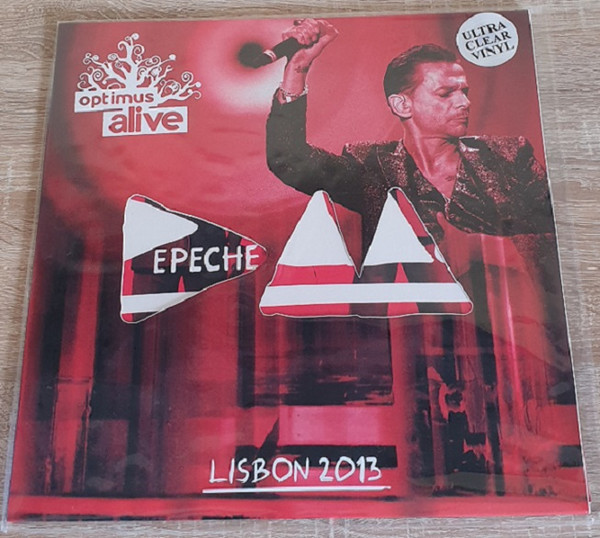 optimus
alive
ULTRA
CLEAR
VINYL
EPECHE
LISBON 2013